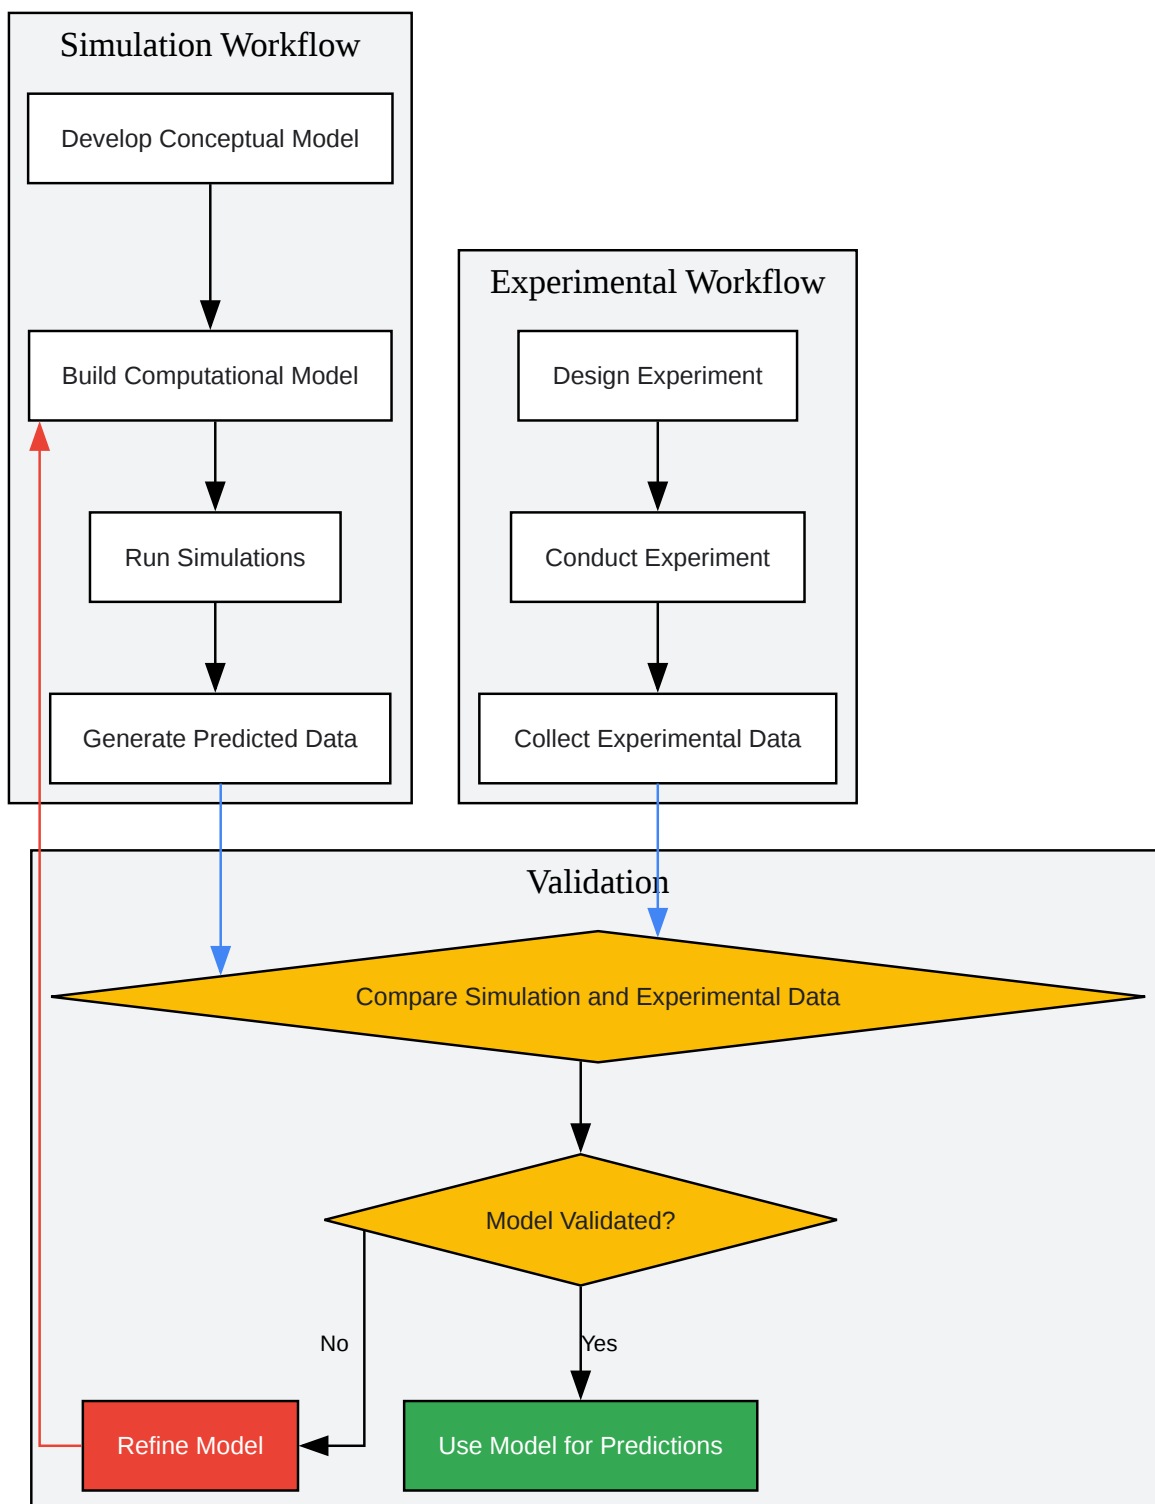 Simulation Workflow
Develop Conceptual Model
Build Computational Model
Run Simulations
Generate Predicted Data
Experimental Workflow
Design Experiment
Conduct Experiment
Collect Experimental Data
Validation
Compare Simulation and Experimental Data
Model Validated?
No
Yes
Refine Model
Use Model for Predictions